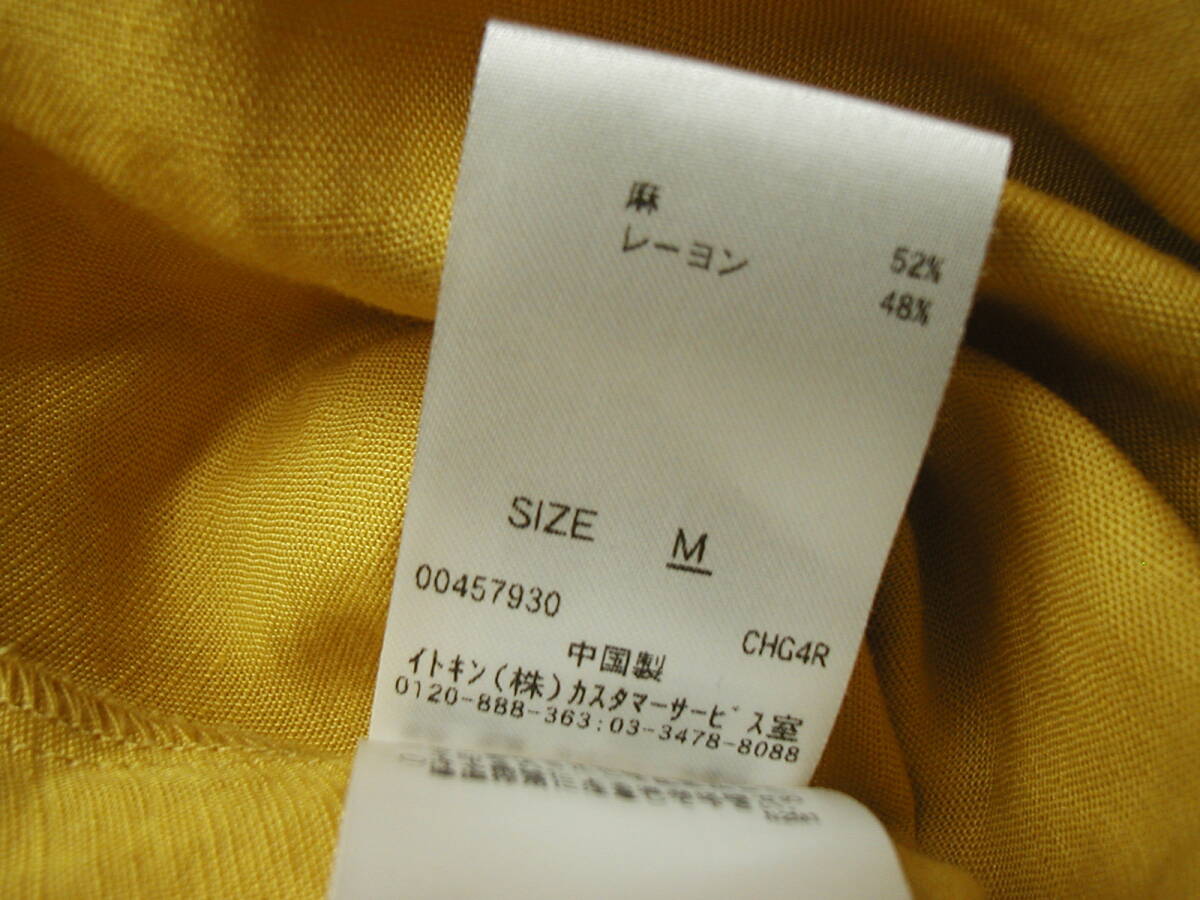 麻 52%
レーヨン 48%
SIZE M
00457930
CHG4R
中国製
イトキン(株)カスタマーサービス室
0120-888-363:03-3478-8088